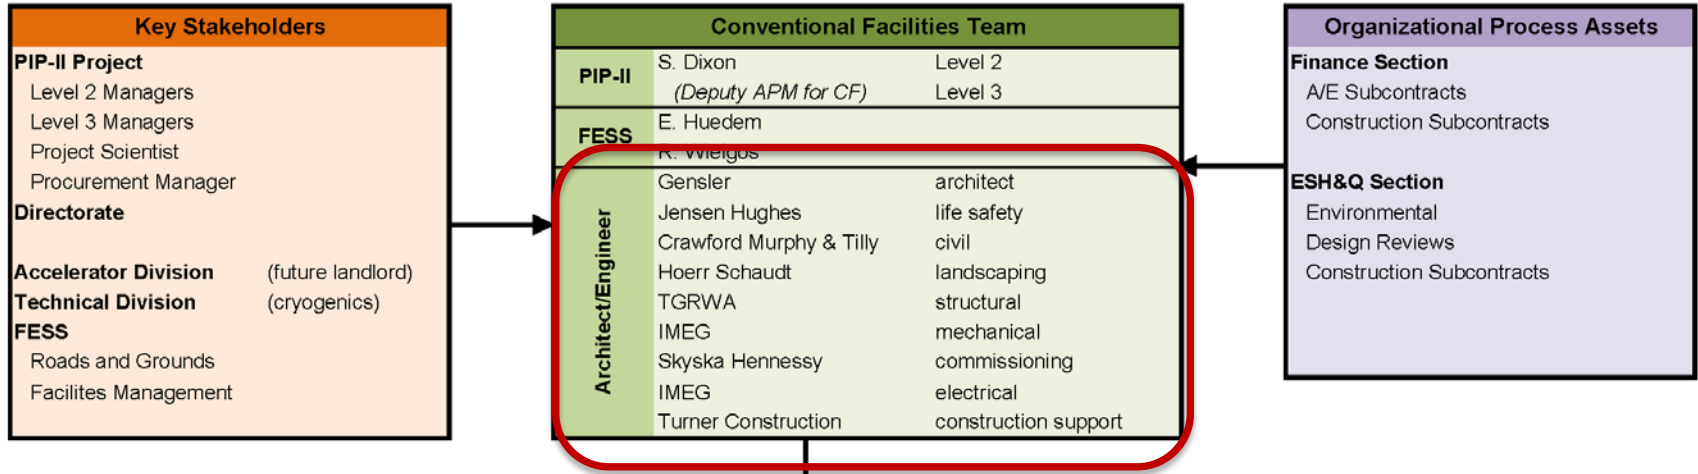 Key Stakeholders
PIP-II Project
Level 2 Managers
Level 3 Managers
Project Scientist
Procurement Manager
Directorate
Accelerator Division (future landlord)
Technical Division (cryogenics)
FESS
Roads and Grounds
Facilites Management
Conventional Facilities Team
PIP-II
S. Dixon Level 2
(Deputy APM for CF) Level 3
FESS
E. Huedem
R. Wielgos
Architect/Engineer
Gensler architect
Jensen Hughes life safety
Crawford Murphy & Tilly civil
Hoerr Schaudt landscaping
TGRWA structural
IMEG mechanical
Skyska Hennessy commissioning
IMEG electrical
Turner Construction construction support
Organizational Process Assets
Finance Section
A/E Subcontracts
Construction Subcontracts
ESH&Q Section
Environmental
Design Reviews
Construction Subcontracts